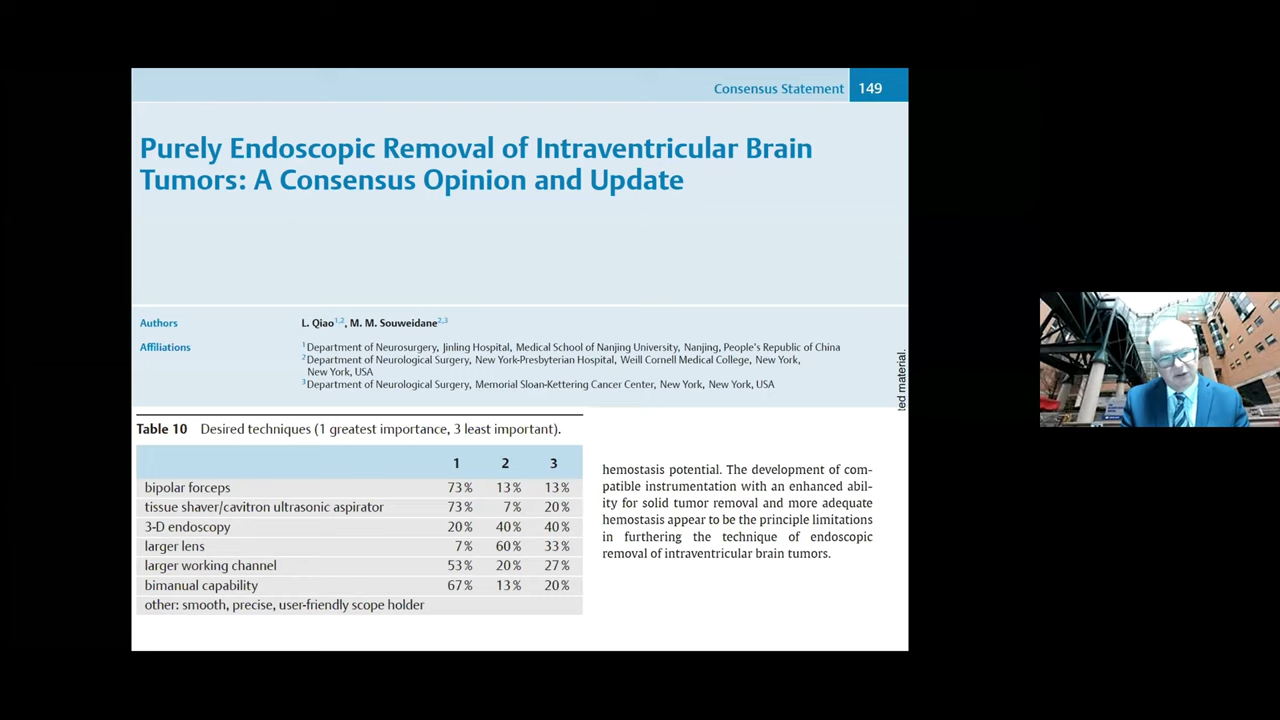 Consensus Statement 149
Purely Endoscopic Removal of Intraventricular Brain
Tumors: A Consensus Opinion and Update
Authors L. Qiao1,2, M. M. Souweidane2,3
Affiliations 1 Department of Neurosurgery, Jinling Hospital, Medical School of Nanjing University, Nanjing, People's Republic of China
2 Department of Neurological Surgery, New York-Presbyterian Hospital, Weill Cornell Medical College, New York,
New York, USA
3 Department of Neurological Surgery, Memorial Sloan-Kettering Cancer Center, New York, New York, USA
ted material.
Table 10 Desired techniques (1 greatest importance, 3 least important).
1 2 3
bipolar forceps 73% 13% 13%
tissue shaver/cavitron ultrasonic aspirator 73% 7% 20%
3-D endoscopy 20% 40% 40%
larger lens 7% 60% 33%
larger working channel 53% 20% 27%
bimanual capability 67% 13% 20%
other: smooth, precise, user-friendly scope holder
hemostasis potential. The development of com-
patible instrumentation with an enhanced abil-
ity for solid tumor removal and more adequate
hemostasis appear to be the principle limitations
in furthering the technique of endoscopic
removal of intraventricular brain tumors.